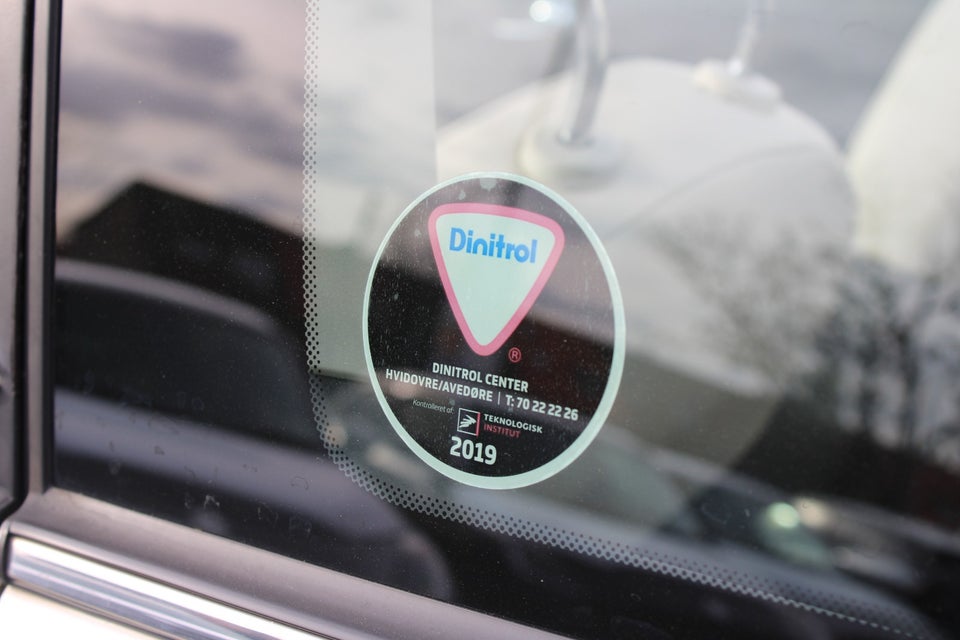 Dinitrol
®
DINITROL CENTER
HVIDOVRE/AVEDØRE | T: 70 22 22 26
Kontrolleret af:
TEKNOLOGISK
INSTITUT
2019